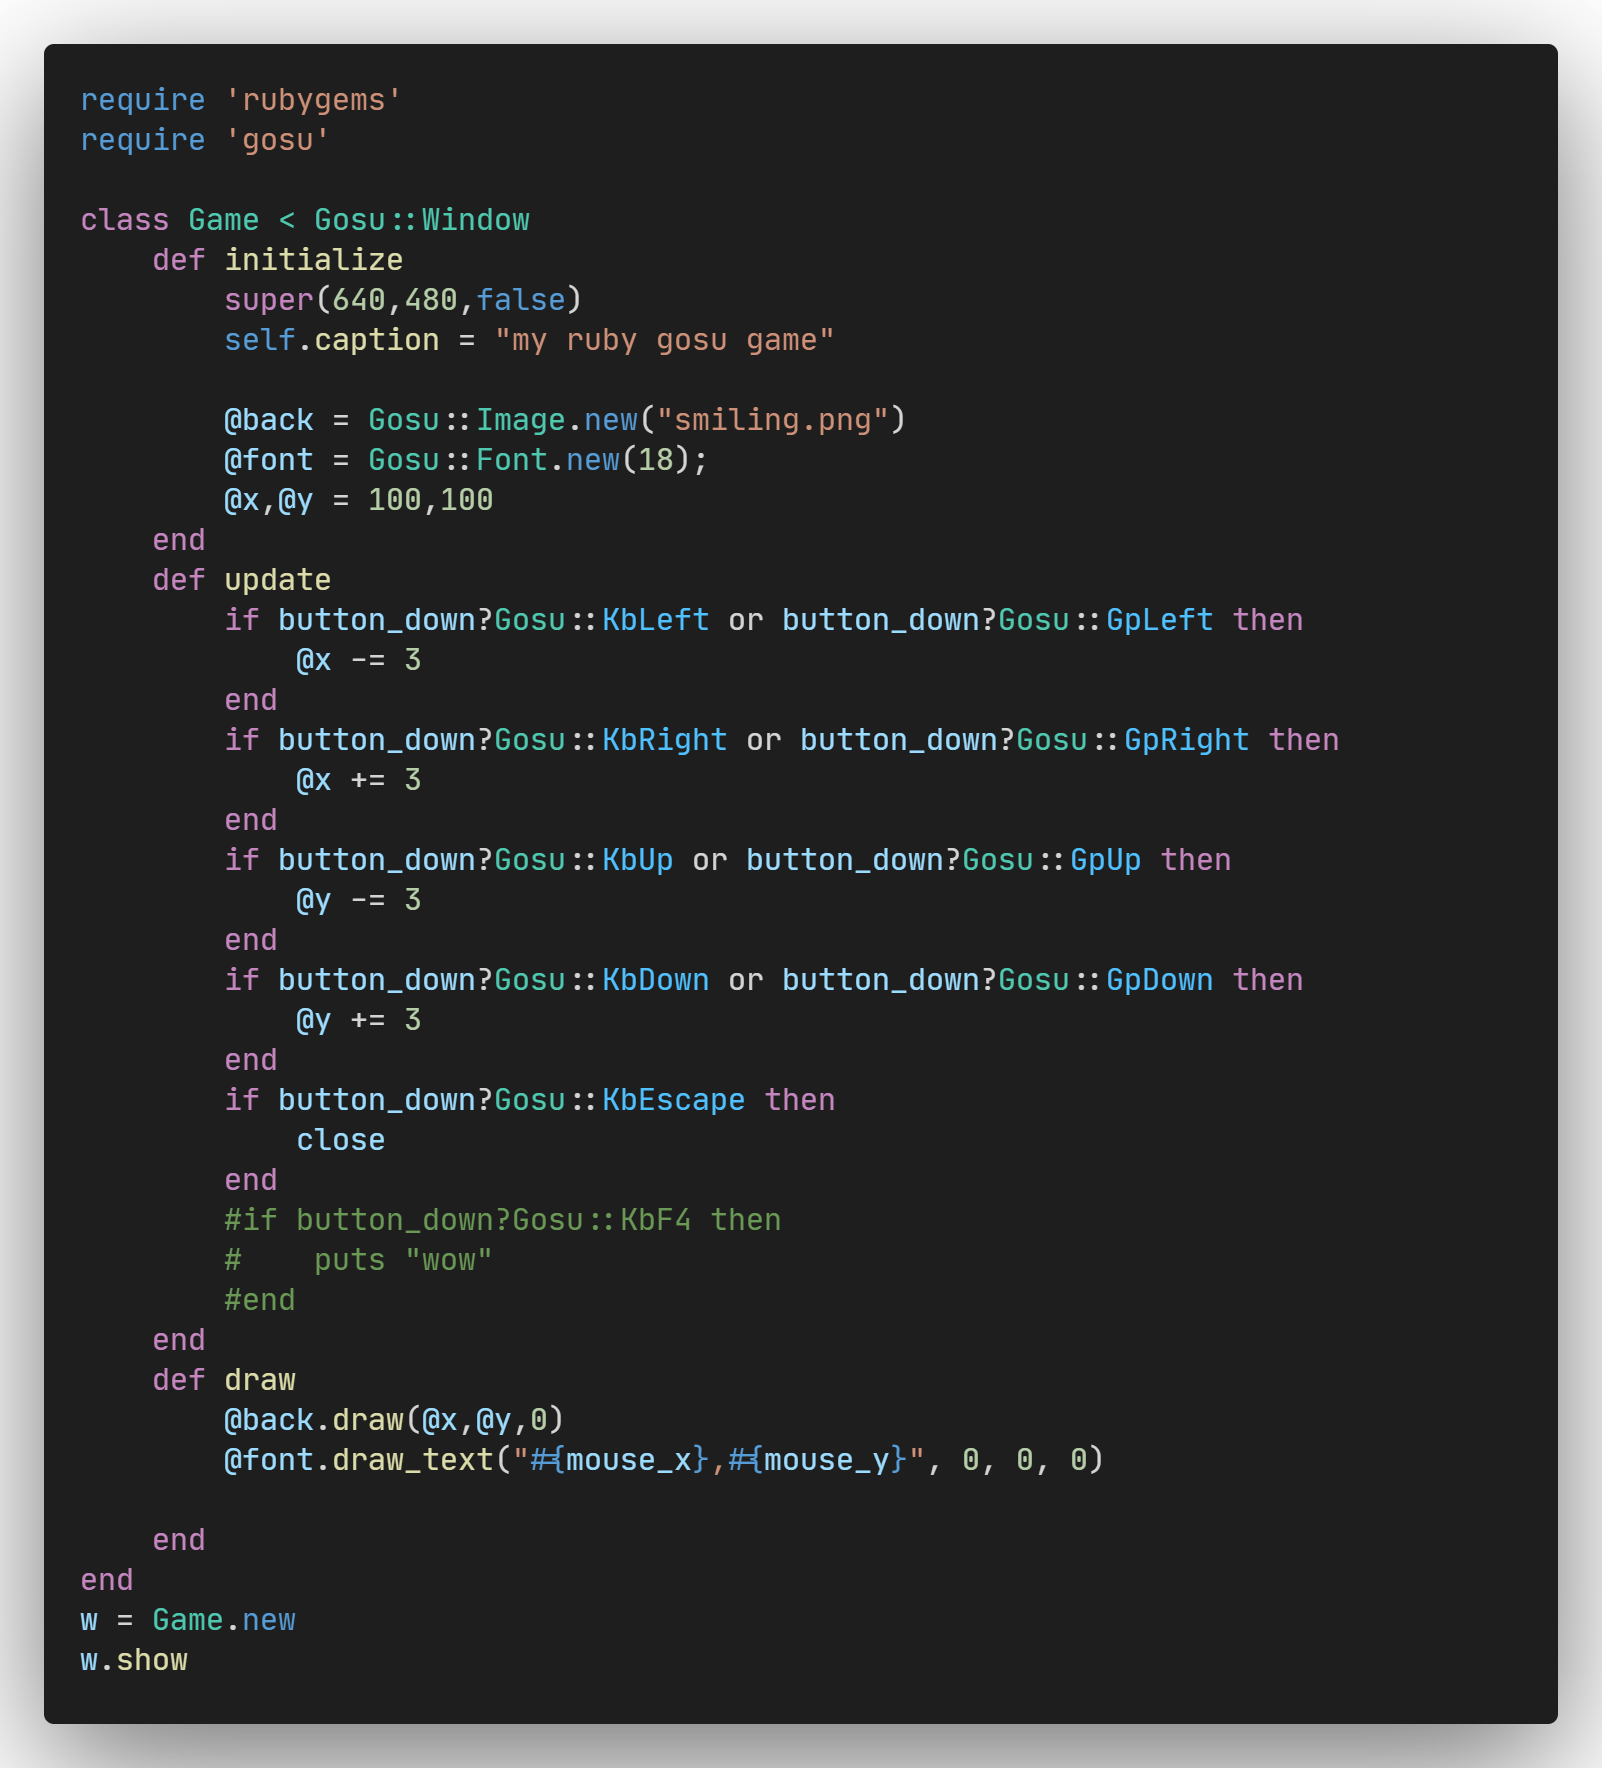 require 'rubygems'
require 'gosu'

class Game < Gosu::Window
    def initialize
        super(640,480,false)
        self.caption = "my ruby gosu game"

        @back = Gosu::Image.new("smiling.png")
        @font = Gosu::Font.new(18);
        @x,@y = 100,100
    end
    def update
        if button_down?Gosu::KbLeft or button_down?Gosu::GpLeft then
            @x -= 3
        end
        if button_down?Gosu::KbRight or button_down?Gosu::GpRight then
            @x += 3
        end
        if button_down?Gosu::KbUp or button_down?Gosu::GpUp then
            @y -= 3
        end
        if button_down?Gosu::KbDown or button_down?Gosu::GpDown then
            @y += 3
        end
        if button_down?Gosu::KbEscape then
            close
        end
        #if button_down?Gosu::KbF4 then
        #    puts "wow"
        #end
    end
    def draw
        @back.draw(@x,@y,0)
        @font.draw_text("#{mouse_x},#{mouse_y}", 0, 0, 0)

    end
end
w = Game.new
w.show